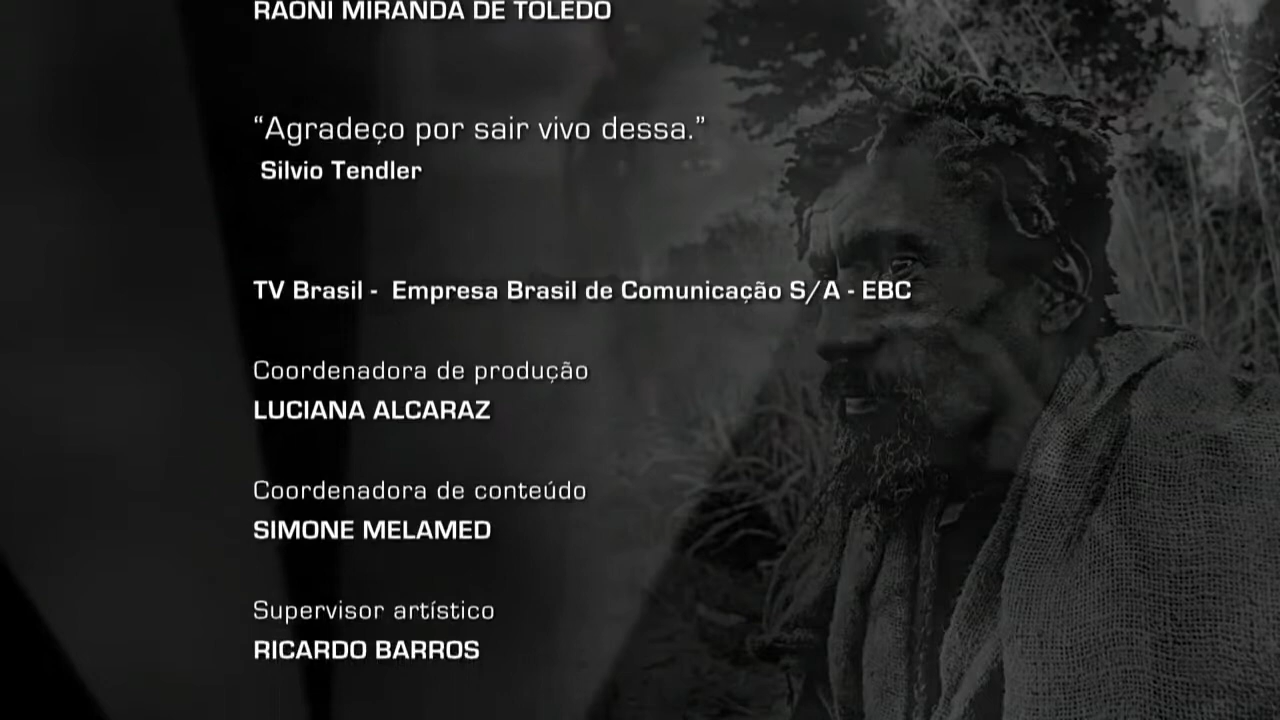 RAONI MIRANDA DE TOLEDO
“Agradeço por sair vivo dessa.”
Silvio Tendler
TV Brasil - Empresa Brasil de Comunicação S/A - EBC
Coordenadora de produção
LUCIANA ALCARAZ
Coordenadora de conteúdo
SIMONE MELAMED
Supervisor artístico
RICARDO BARROS